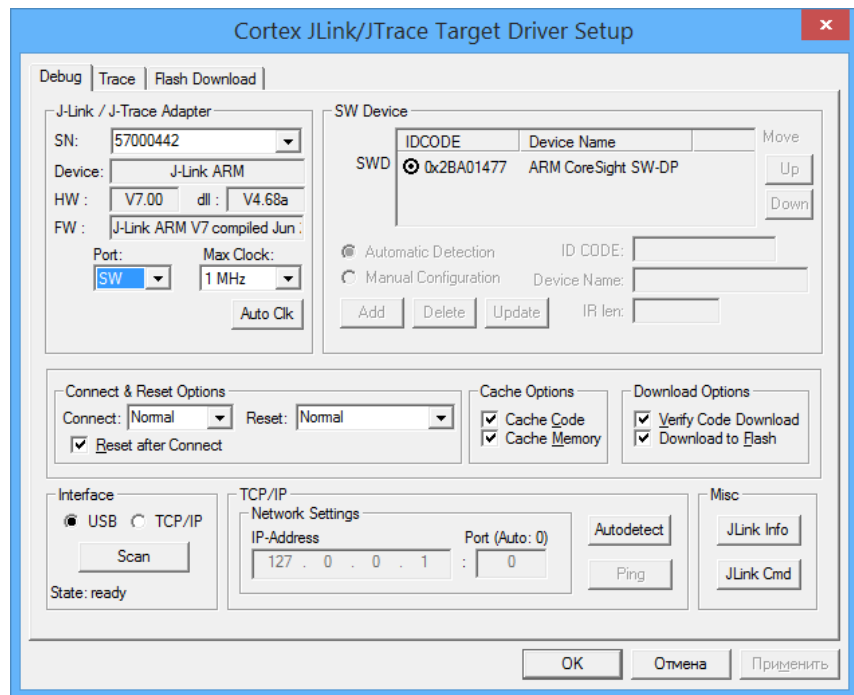 Cortex JLink/JTrace Target Driver Setup
Debug Trace Flash Download
J-Link / J-Trace Adapter
SN: 57000442
Device: J-Link ARM
HW : V7.00 dll : V4.68a
FW : J-Link ARM V7 compiled Jun
Port: Max Clock:
SW 1 MHz
Auto Clk
SW Device
IDCODE Device Name
SWD 0x2BA01477 ARM CoreSight SW-DP
Move
Up
Down
Automatic Detection ID CODE:
Manual Configuration Device Name:
Add Delete Update IR len:
Connect & Reset Options
Connect: Normal Reset: Normal
Reset after Connect
Cache Options
Cache Code
Cache Memory
Download Options
Verify Code Download
Download to Flash
Interface
USB TCP/IP
Scan
State: ready
TCP/IP
Network Settings
IP-Address Port (Auto: 0)
127 . 0 . 0 . 1 : 0
Autodetect
Ping
Misc
JLink Info
JLink Cmd
OK Отмена Применить